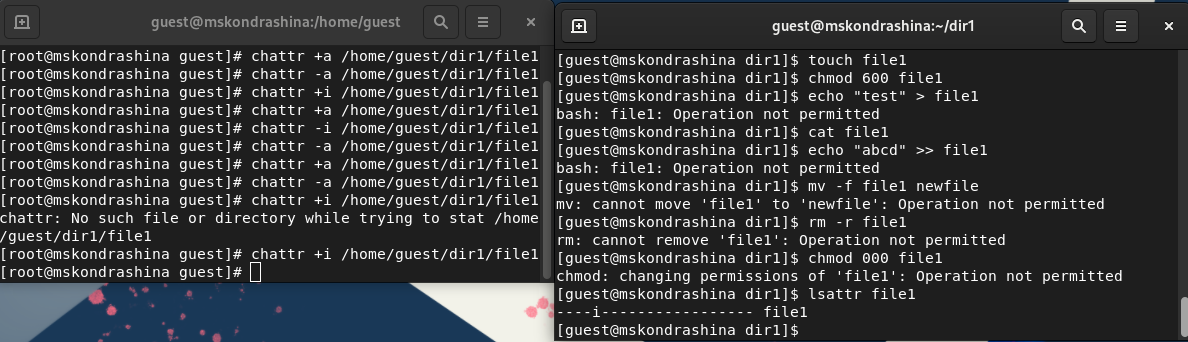 guest@mskondrashina:/home/guest
[root@mskondrashina guest]# chattr +a /home/guest/dir1/file1
[root@mskondrashina guest]# chattr -a /home/guest/dir1/file1
[root@mskondrashina guest]# chattr +i /home/guest/dir1/file1
[root@mskondrashina guest]# chattr +a /home/guest/dir1/file1
[root@mskondrashina guest]# chattr -i /home/guest/dir1/file1
[root@mskondrashina guest]# chattr -a /home/guest/dir1/file1
[root@mskondrashina guest]# chattr +a /home/guest/dir1/file1
[root@mskondrashina guest]# chattr -a /home/guest/dir1/file1
[root@mskondrashina guest]# chattr +i /home/guest/dir1/file1
chattr: No such file or directory while trying to stat /home
/guest/dir1/file1
[root@mskondrashina guest]# chattr +i /home/guest/dir1/file1
[root@mskondrashina guest]#
guest@mskondrashina:~/dir1
[guest@mskondrashina dir1]$ touch file1
[guest@mskondrashina dir1]$ chmod 600 file1
[guest@mskondrashina dir1]$ echo "test" > file1
bash: file1: Operation not permitted
[guest@mskondrashina dir1]$ cat file1
[guest@mskondrashina dir1]$ echo "abcd" >> file1
bash: file1: Operation not permitted
[guest@mskondrashina dir1]$ mv -f file1 newfile
mv: cannot move 'file1' to 'newfile': Operation not permitted
[guest@mskondrashina dir1]$ rm -r file1
rm: cannot remove 'file1': Operation not permitted
[guest@mskondrashina dir1]$ chmod 000 file1
chmod: changing permissions of 'file1': Operation not permitted
[guest@mskondrashina dir1]$ lsattr file1
----i----------------- file1
[guest@mskondrashina dir1]$